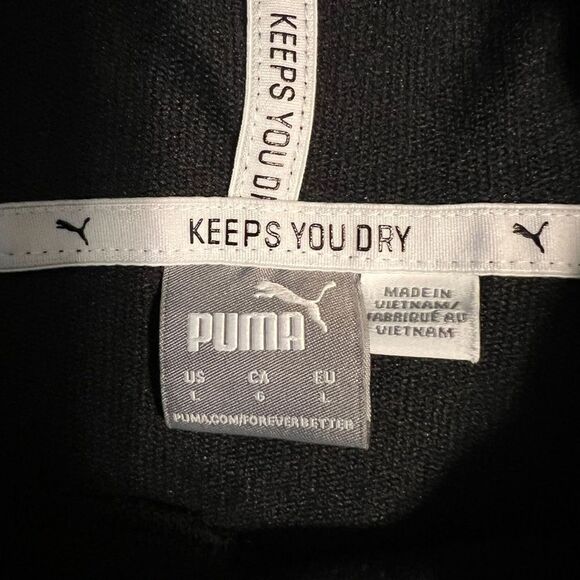 KEEPS YOU D
KEEPS YOU DRY
PUMA
US CA EU
L G L
PUMA.COM/FOREVERBETTER
MADE IN
VIETNAM/
FABRIQUÉ AU
VIETNAM